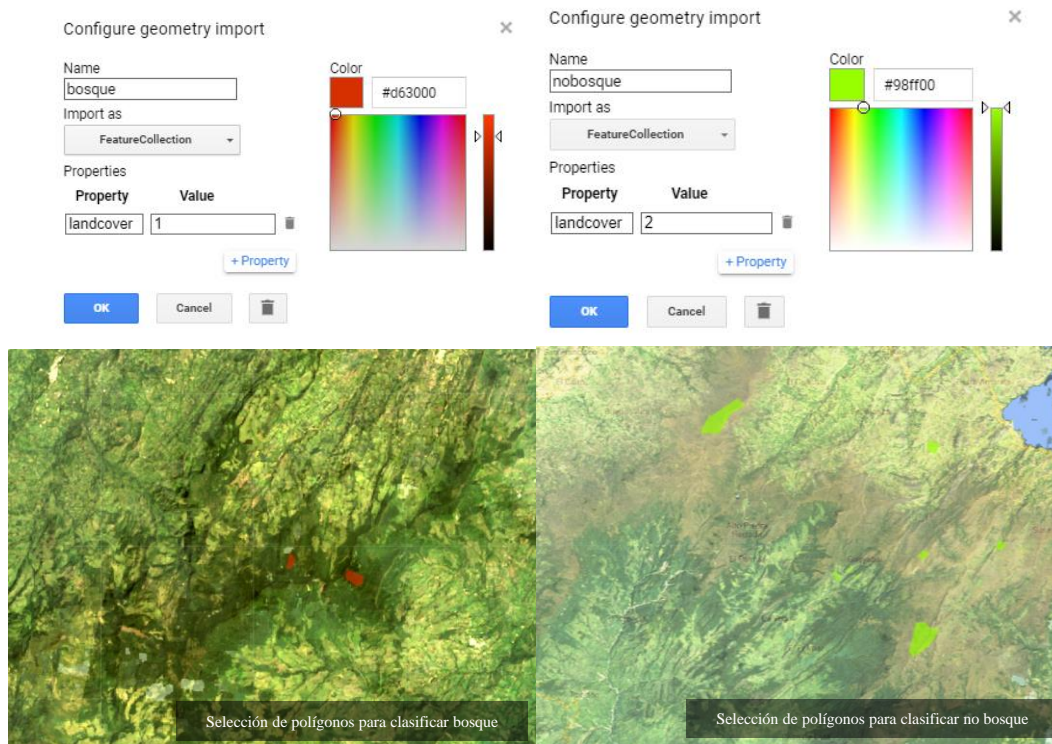 Configure geometry import
×
Name
bosque
Import as
FeatureCollection
Properties
Property Value
landcover 1
+ Property
OK Cancel
Color
#d63000
Configure geometry import
×
Name
nobosque
Import as
FeatureCollection
Properties
Property Value
landcover 2
+ Property
OK Cancel
Color
#98ff00
Selección de polígonos para clasificar bosque
Selección de polígonos para clasificar no bosque